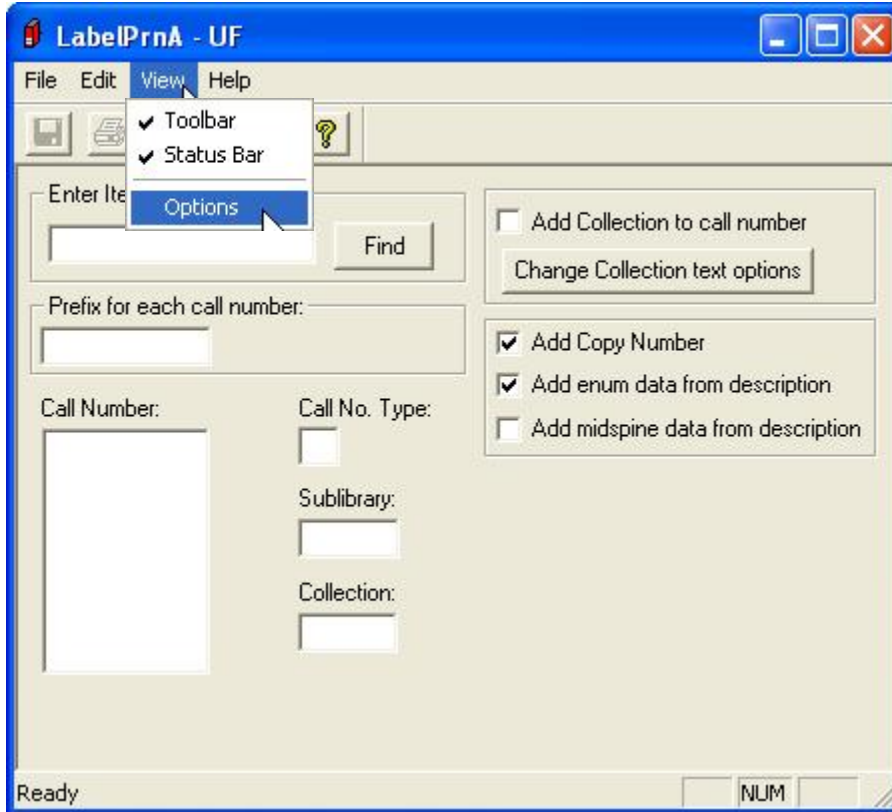 LabelPrnA - UF
File Edit View Help
Toolbar
Status Bar
Options
Enter
Find
Add Collection to call number
Change Collection text options
Prefix for each call number:
Add Copy Number
Add enum data from description
Add midspine data from description
Call Number:
Call No. Type:
Sublibrary:
Collection:
Ready
NUM